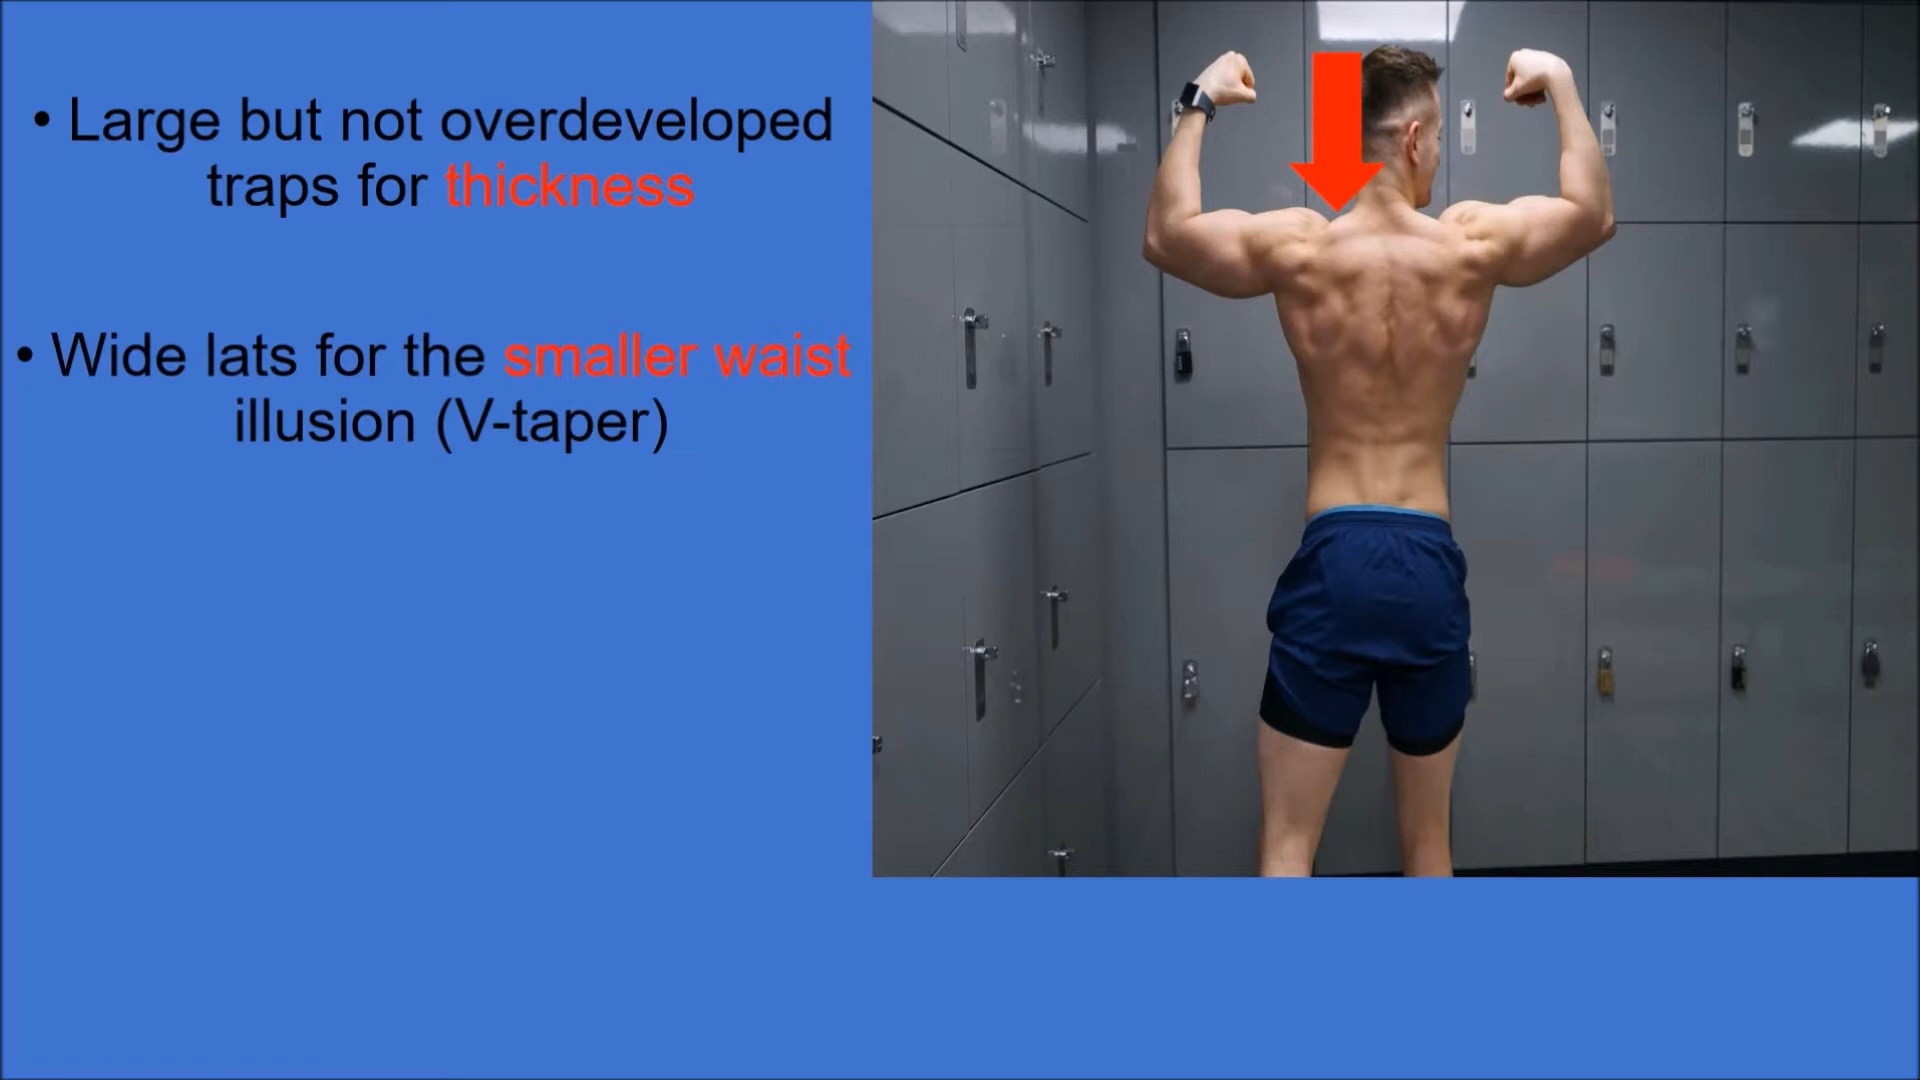 • Large but not overdeveloped
traps for thickness
• Wide lats for the smaller waist
illusion (V-taper)